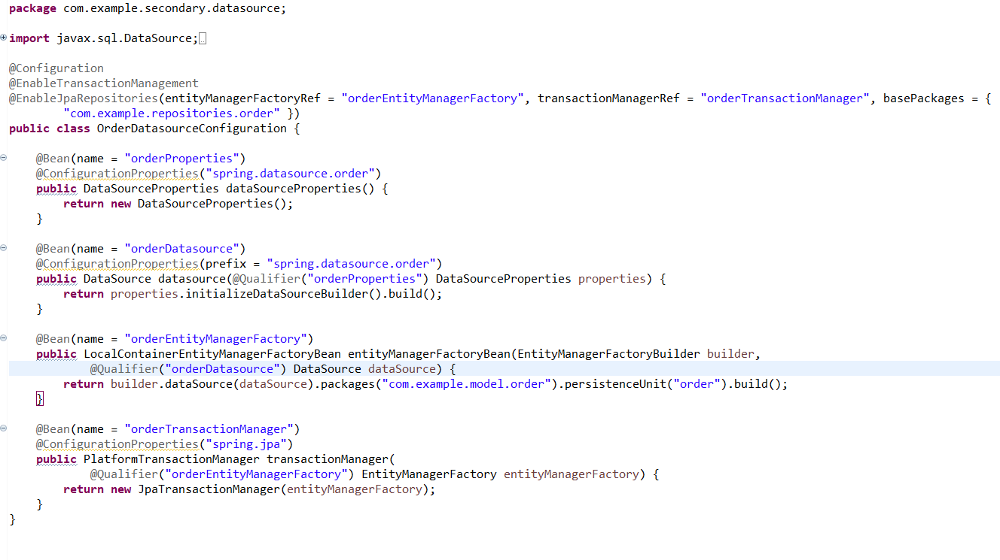 package com.example.secondary.datasource;
import javax.sql.DataSource;
@Configuration
@EnableTransactionManagement
@EnableJpaRepositories(entityManagerFactoryRef = "orderEntityManagerFactory", transactionManagerRef = "orderTransactionManager", basePackages = {
"com.example.repositories.order" })
public class OrderDatasourceConfiguration {
@Bean(name = "orderProperties")
@ConfigurationProperties("spring.datasource.order")
public DataSourceProperties dataSourceProperties() {
return new DataSourceProperties();
}
@Bean(name = "orderDatasource")
@ConfigurationProperties(prefix = "spring.datasource.order")
public DataSource datasource(@Qualifier("orderProperties") DataSourceProperties properties) {
return properties.initializeDataSourceBuilder().build();
}
@Bean(name = "orderEntityManagerFactory")
public LocalContainerEntityManagerFactoryBean entityManagerFactoryBean(EntityManagerFactoryBuilder builder,
@Qualifier("orderDatasource") DataSource dataSource) {
return builder.dataSource(dataSource).packages("com.example.model.order").persistenceUnit("order").build();
}
@Bean(name = "orderTransactionManager")
@ConfigurationProperties("spring.jpa")
public PlatformTransactionManager transactionManager(
@Qualifier("orderEntityManagerFactory") EntityManagerFactory entityManagerFactory) {
return new JpaTransactionManager(entityManagerFactory);
}
}